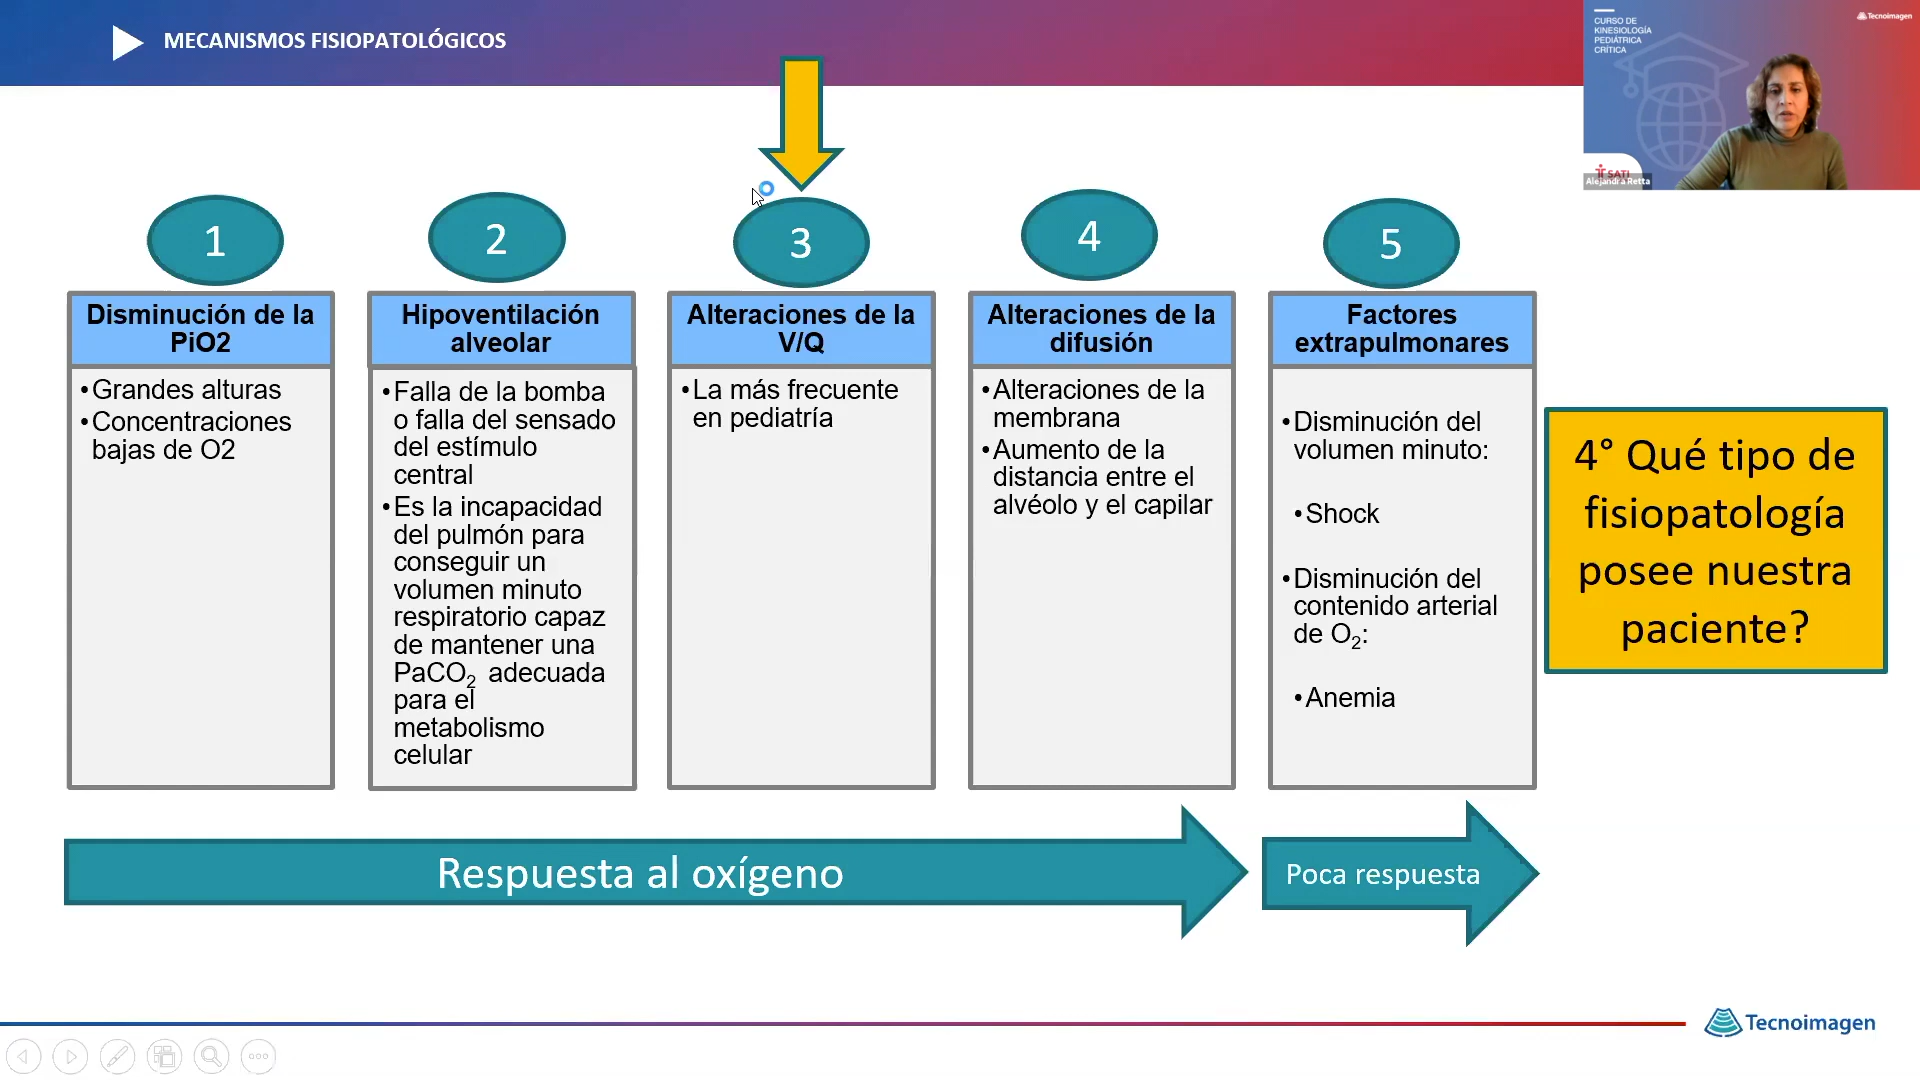 MECANISMOS FISIOPATOLÓGICOS
CURSO DE
KINESIOLOGÍA
PEDIÁTRICA
CRÍTICA
Tecnoimagen
SATI
Alejandra Retta
1
2
3
4
5
Disminución de la
PiO2
•Grandes alturas
•Concentraciones
bajas de O2
Hipoventilación
alveolar
•Falla de la bomba
o falla del sensado
del estímulo
central
•Es la incapacidad
del pulmón para
conseguir un
volumen minuto
respiratorio capaz
de mantener una
PaCO₂ adecuada
para el
metabolismo
celular
Alteraciones de la
V/Q
•La más frecuente
en pediatría
Alteraciones de la
difusión
•Alteraciones de la
membrana
•Aumento de la
distancia entre el
alvéolo y el capilar
Factores
extrapulmonares
•Disminución del
volumen minuto:
•Shock
•Disminución del
contenido arterial
de O₂:
•Anemia
4° Qué tipo de
fisiopatología
posee nuestra
paciente?
Respuesta al oxígeno
Poca respuesta
Tecnoimagen